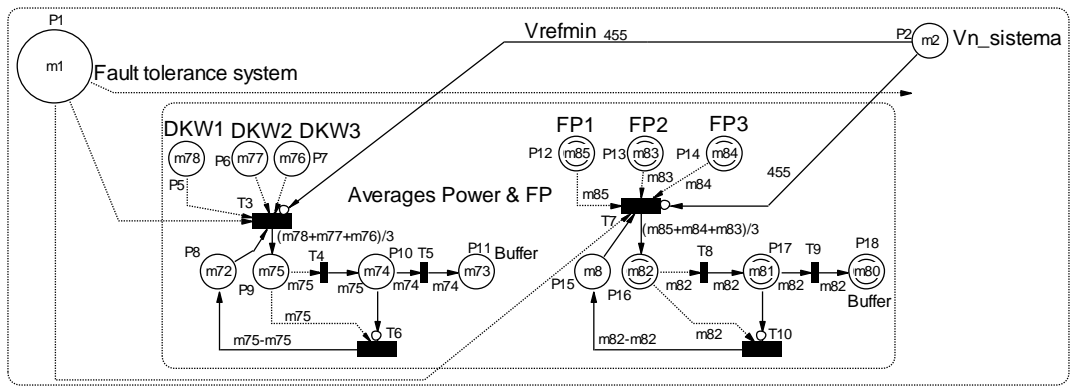 P1
Vrefmin 455
P2 m2 Vn_sistema
m1
Fault tolerance system
DKW1 DKW2 DKW3
FP1 FP2 FP3
m78 P6 m77 m76 P7
P12 m85 P13 m83 P14 m84
P5
m83
m84
m85
455
T3
Averages Power & FP
T7
(m78+m77+m76)/3
(m85+m84+m83)/3
P8
T4 P10 T5 P11
Buffer
T8 P17 T9 P18
m72 m75 m74 m73
m8 m82 m81 m80
P9 m75 m75 m74 m74
P15 P16 m82 m82 m82 m82
Buffer
m75
m82
T6
T10
m75-m75
m82-m82